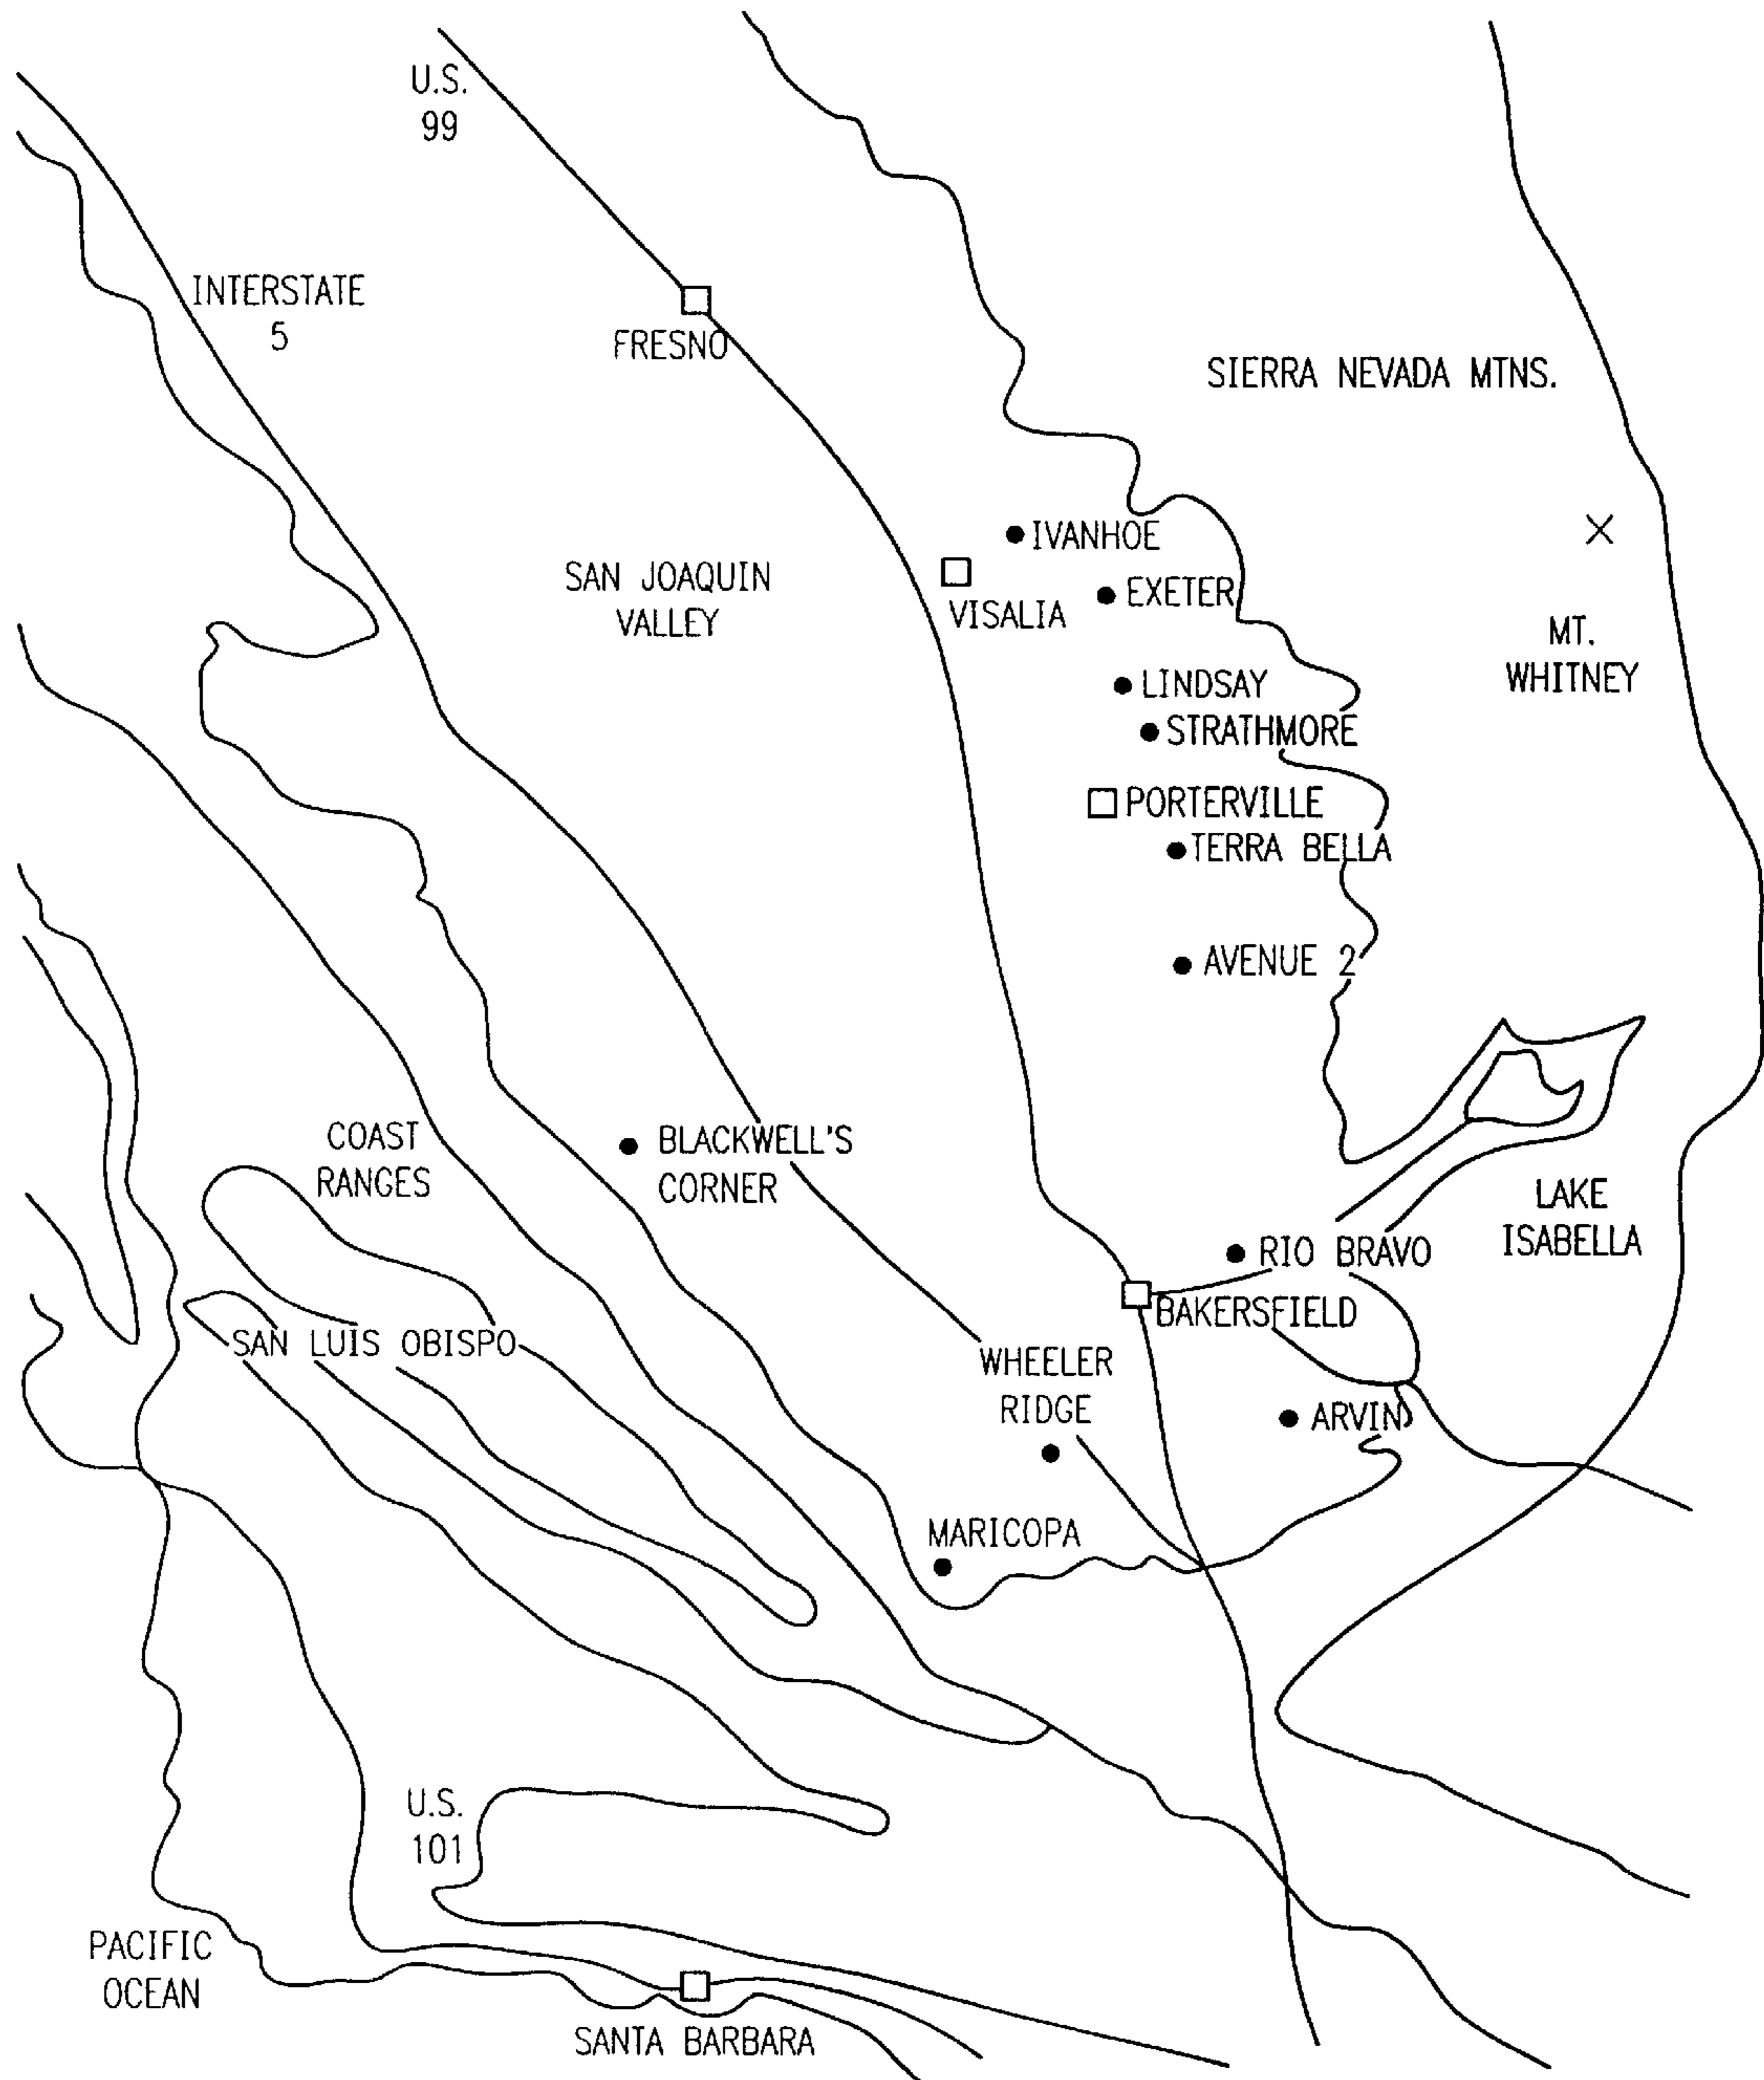 U.S.
99
INTERSTATE
5
FRESNO
SIERRA NEVADA MTNS.
IVANHOE
SAN JOAQUIN
VALLEY
VISALIA
EXETER
MT.
WHITNEY
LINDSAY
STRATHMORE
PORTERVILLE
TERRA BELLA
AVENUE 2
COAST
RANGES
BLACKWELL'S
CORNER
LAKE
ISABELLA
RIO BRAVO
BAKERSFIELD
SAN LUIS OBISPO
WHEELER
RIDGE
ARVIN
MARICOPA
U.S.
101
PACIFIC
OCEAN
SANTA BARBARA